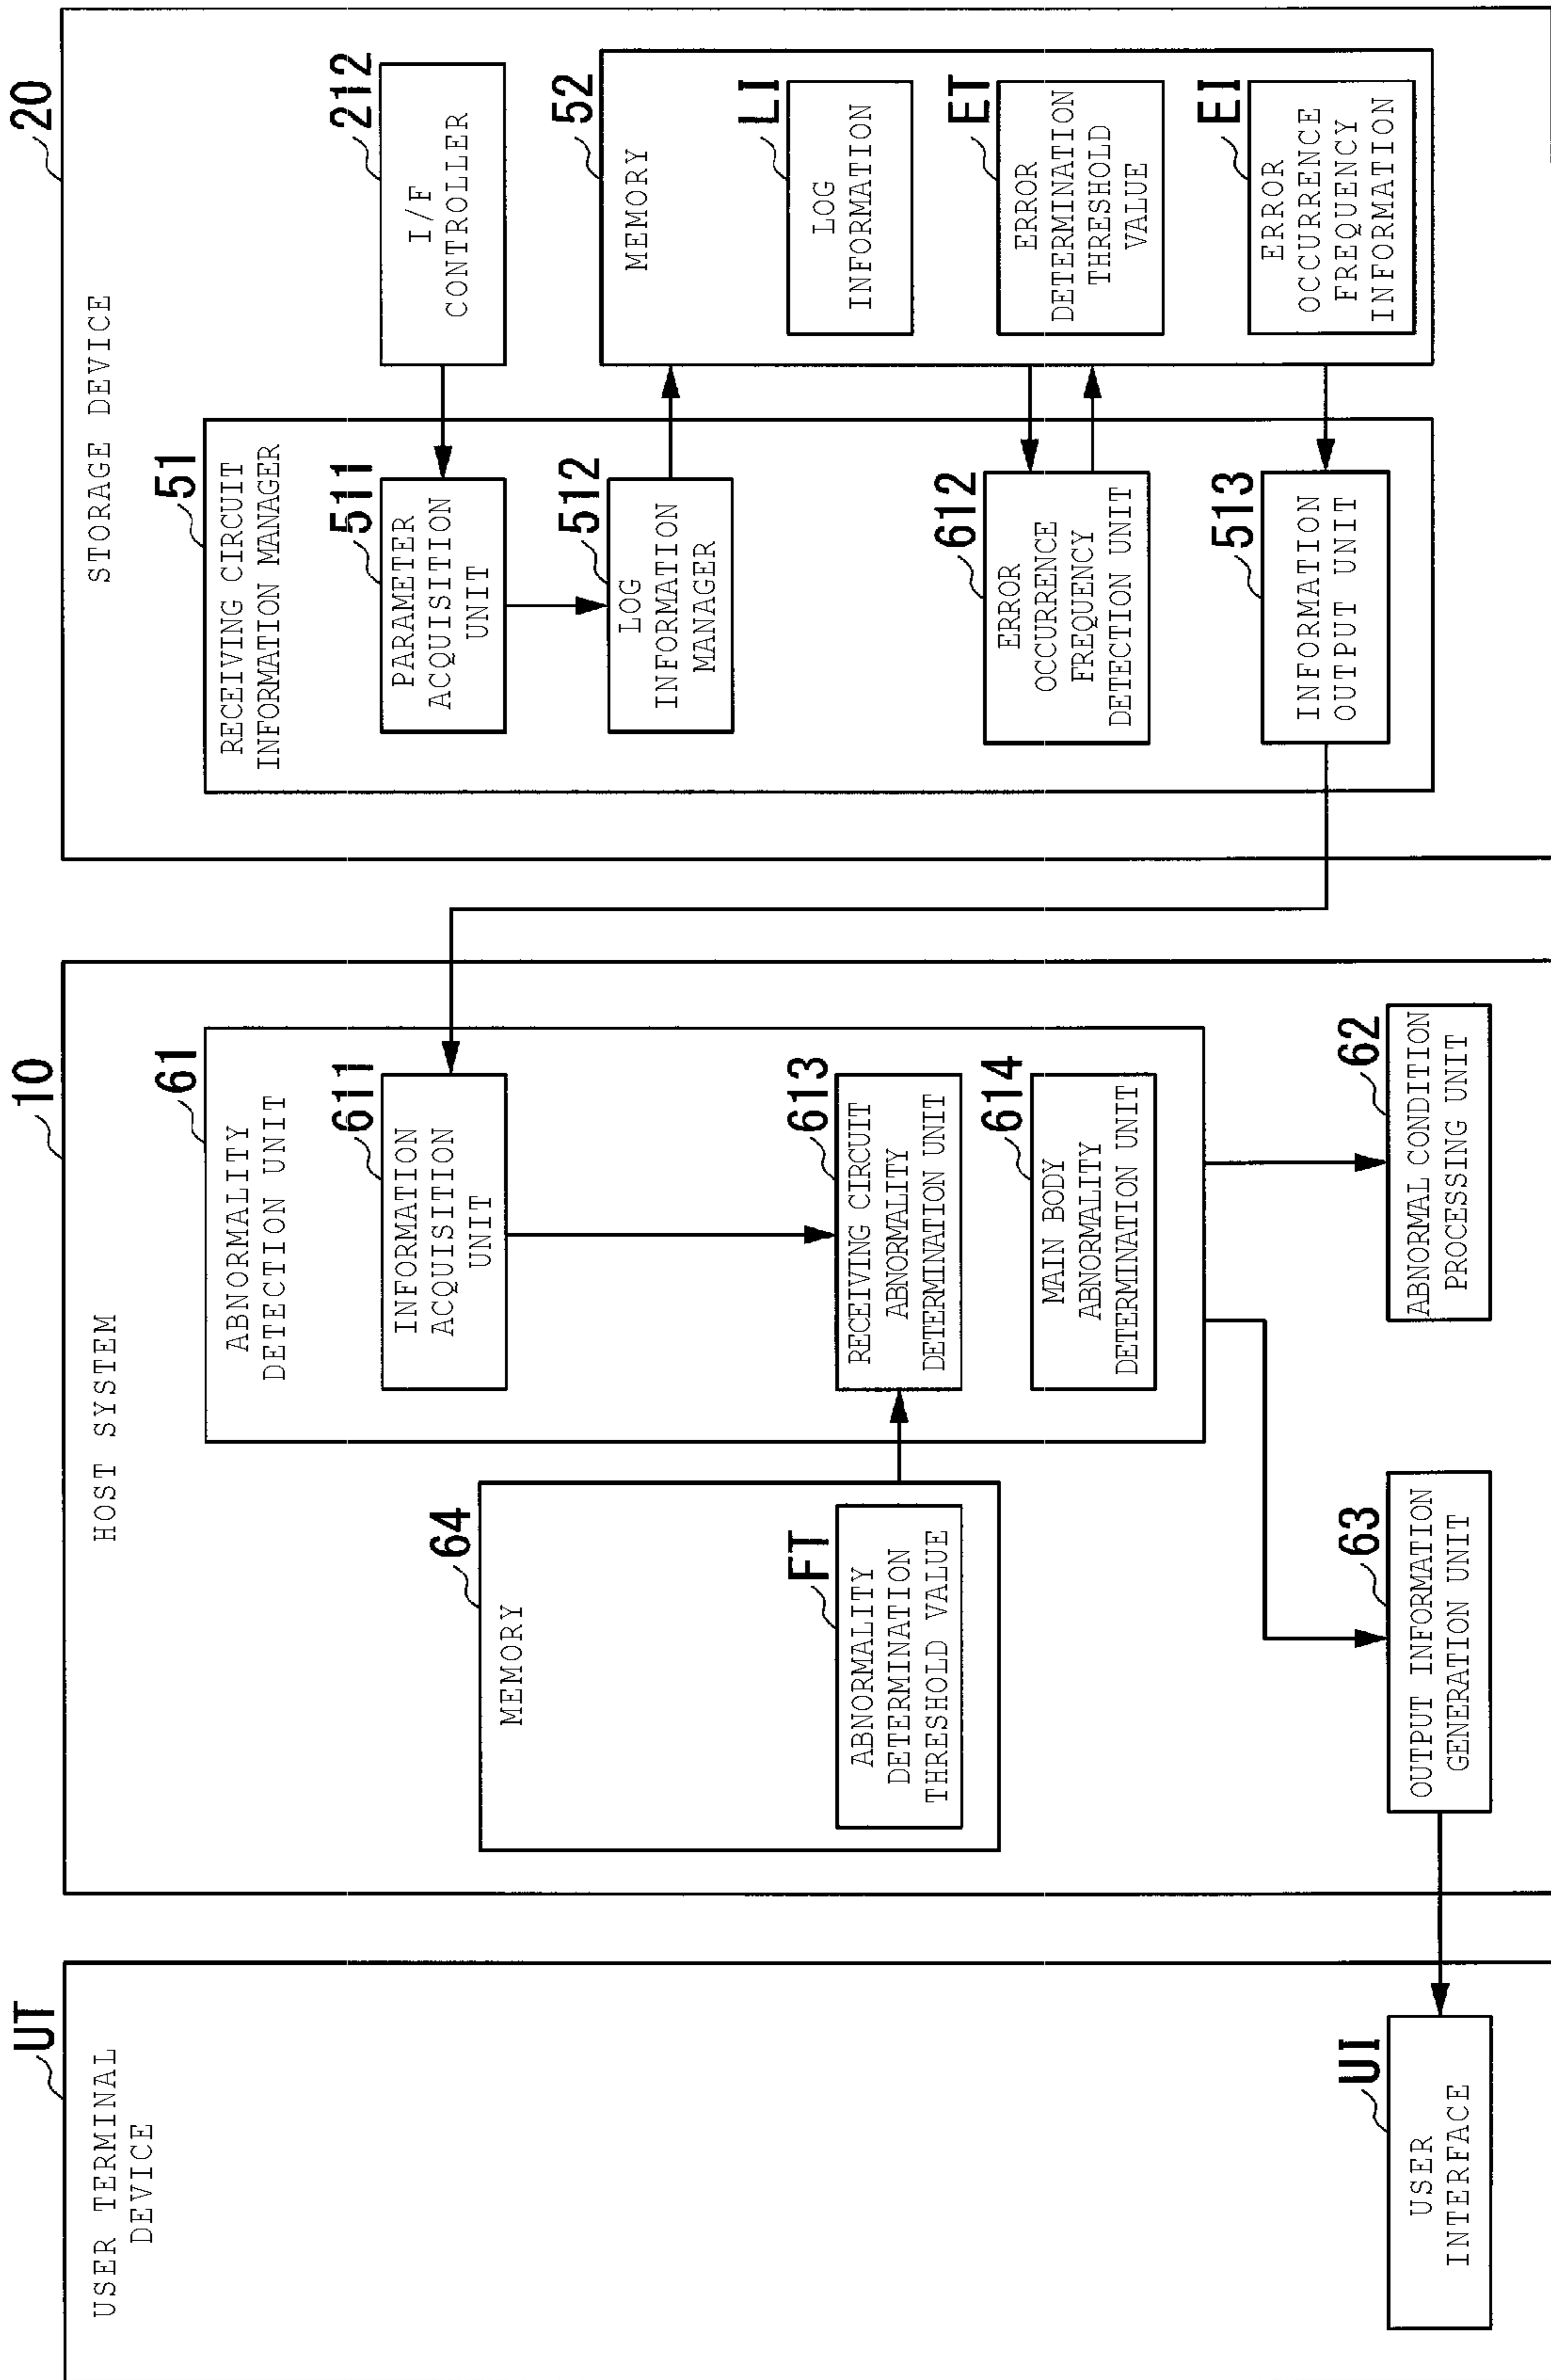 UT
USER TERMINAL
DEVICE
UI
USER
INTERFACE
10
HOST SYSTEM
64
MEMORY
FT
ABNORMALITY
DETERMINATION
THRESHOLD VALUE
61
ABNORMALITY
DETECTION UNIT
611
INFORMATION
ACQUISITION
UNIT
613
RECEIVING CIRCUIT
ABNORMALITY
DETERMINATION UNIT
614
MAIN BODY
ABNORMALITY
DETERMINATION UNIT
63
OUTPUT INFORMATION
GENERATION UNIT
62
ABNORMAL CONDITION
PROCESSING UNIT
20
STORAGE DEVICE
51
RECEIVING CIRCUIT
INFORMATION MANAGER
511
PARAMETER
ACQUISITION
UNIT
512
LOG
INFORMATION
MANAGER
612
ERROR
OCCURRENCE
FREQUENCY
DETECTION UNIT
513
INFORMATION
OUTPUT UNIT
212
I/F
CONTROLLER
52
MEMORY
LI
LOG
INFORMATION
ET
ERROR
DETERMINATION
THRESHOLD
VALUE
EI
ERROR
OCCURRENCE
FREQUENCY
INFORMATION